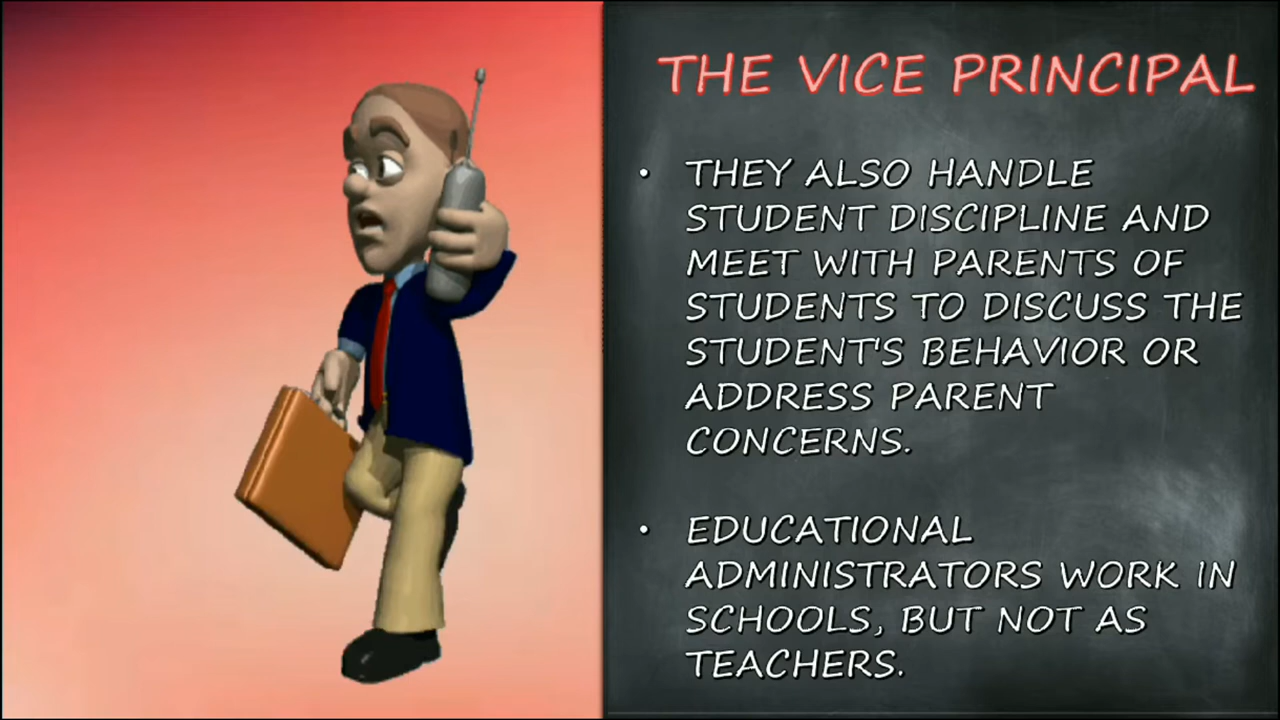 THE VICE PRINCIPAL
• THEY ALSO HANDLE
STUDENT DISCIPLINE AND
MEET WITH PARENTS OF
STUDENTS TO DISCUSS THE
STUDENT'S BEHAVIOR OR
ADDRESS PARENT
CONCERNS.
• EDUCATIONAL
ADMINISTRATORS WORK IN
SCHOOLS, BUT NOT AS
TEACHERS.